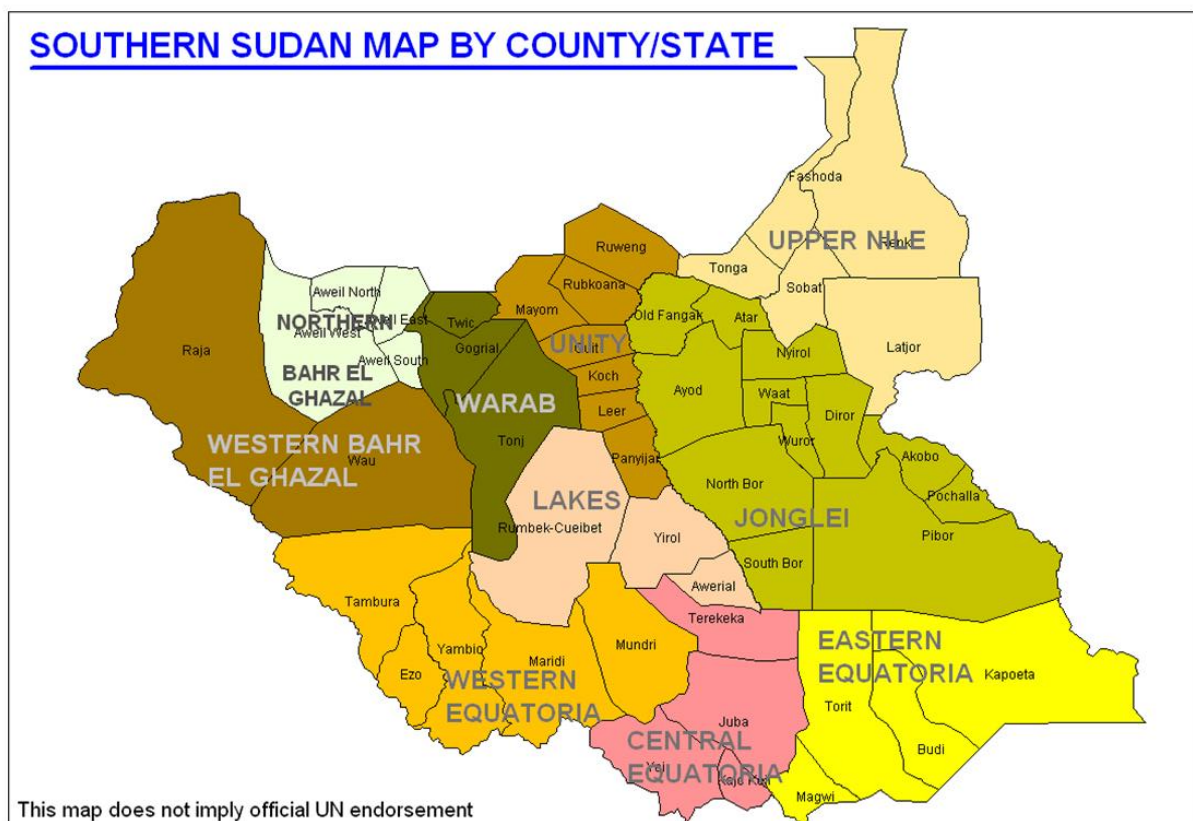 SOUTHERN SUDAN MAP BY COUNTY/STATE
Fashoda
UPPER NILE
Renk
Ruweng
Tonga
Rubkoana
Sobat
Aweil North
Mayom
Old Fangak
Atar
NORTHERN
Aweil East
Twic
Aweil West
UNITY
Guit
Raja
Gogrial
Nyirol
Latjor
Aweil South
BAHR EL
GHAZAL
Koch
Ayod
Waat
WARAB
Leer
Diror
Tonj
Wuror
WESTERN BAHR
EL GHAZAL
Wau
Panyijar
Akobo
North Bor
Pochalla
LAKES
JONGLEI
Rumbek-Cueibet
Yirol
Pibor
South Bor
Awerial
Tambura
Terekeka
EASTERN
EQUATORIA
Yambio
Mundri
Maridi
Ezo
Kapoeta
WESTERN
EQUATORIA
Torit
Juba
CENTRAL
EQUATORIA
Yei
Kajo Keji
Budi
Magwi
This map does not imply official UN endorsement